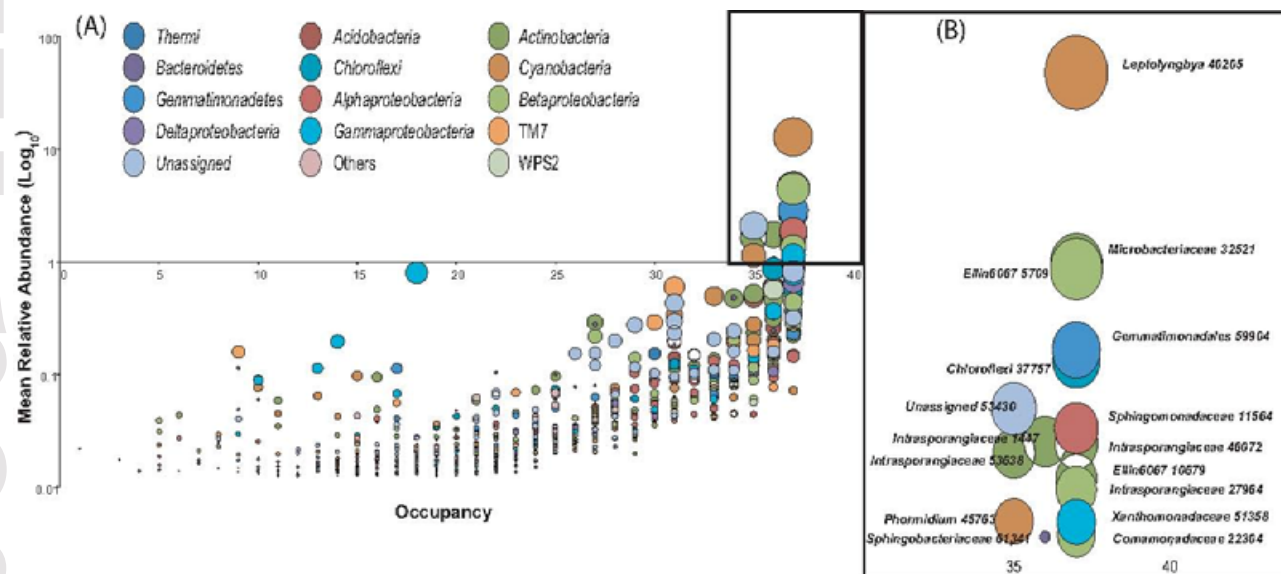 (A)
Thermi
Acidobacteria
Actinobacteria
Bacteroidetes
Chloroflexi
Cyanobacteria
Gemmatimonadetes
Alphaproteobacteria
Betaproteobacteria
Deltaproteobacteria
Gammaproteobacteria
TM7
Unassigned
Others
WPS2
Mean Relative Abundance (Log10)
100
10
1
0.1
0.01
0 5 10 15 20 25 30 35 40
Occupancy
(B)
Leptolyngbya 46265
Microbacteriaceae 32521
Ellin6067 5709
Gemmatimonadales 59904
Chloroflexi 37757
Unassigned 53430
Sphingomonadaceae 11564
Intrasporangiaceae 1447
Intrasporangiaceae 46072
Intrasporangiaceae 53638
Ellin6067 10679
Intrasporangiaceae 27964
Phormidium 45763
Xanthomonadaceae 51358
Sphingobacteriaceae 61341
Comamonadaceae 22304
35 40